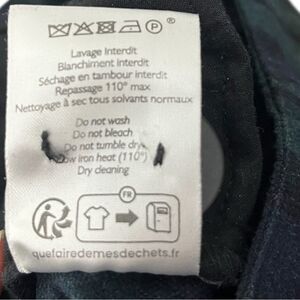 P ®
Lavage Interdit
Blanchiment Interdit
Séchage en tambour interdit
Repassage 110° max
Nettoyage à sec tous solvants normaux
Do not wash
Do not bleach
Do not tumble dry
low iron heat (110°)
Dry cleaning
FR
quefairedemesdechets.fr